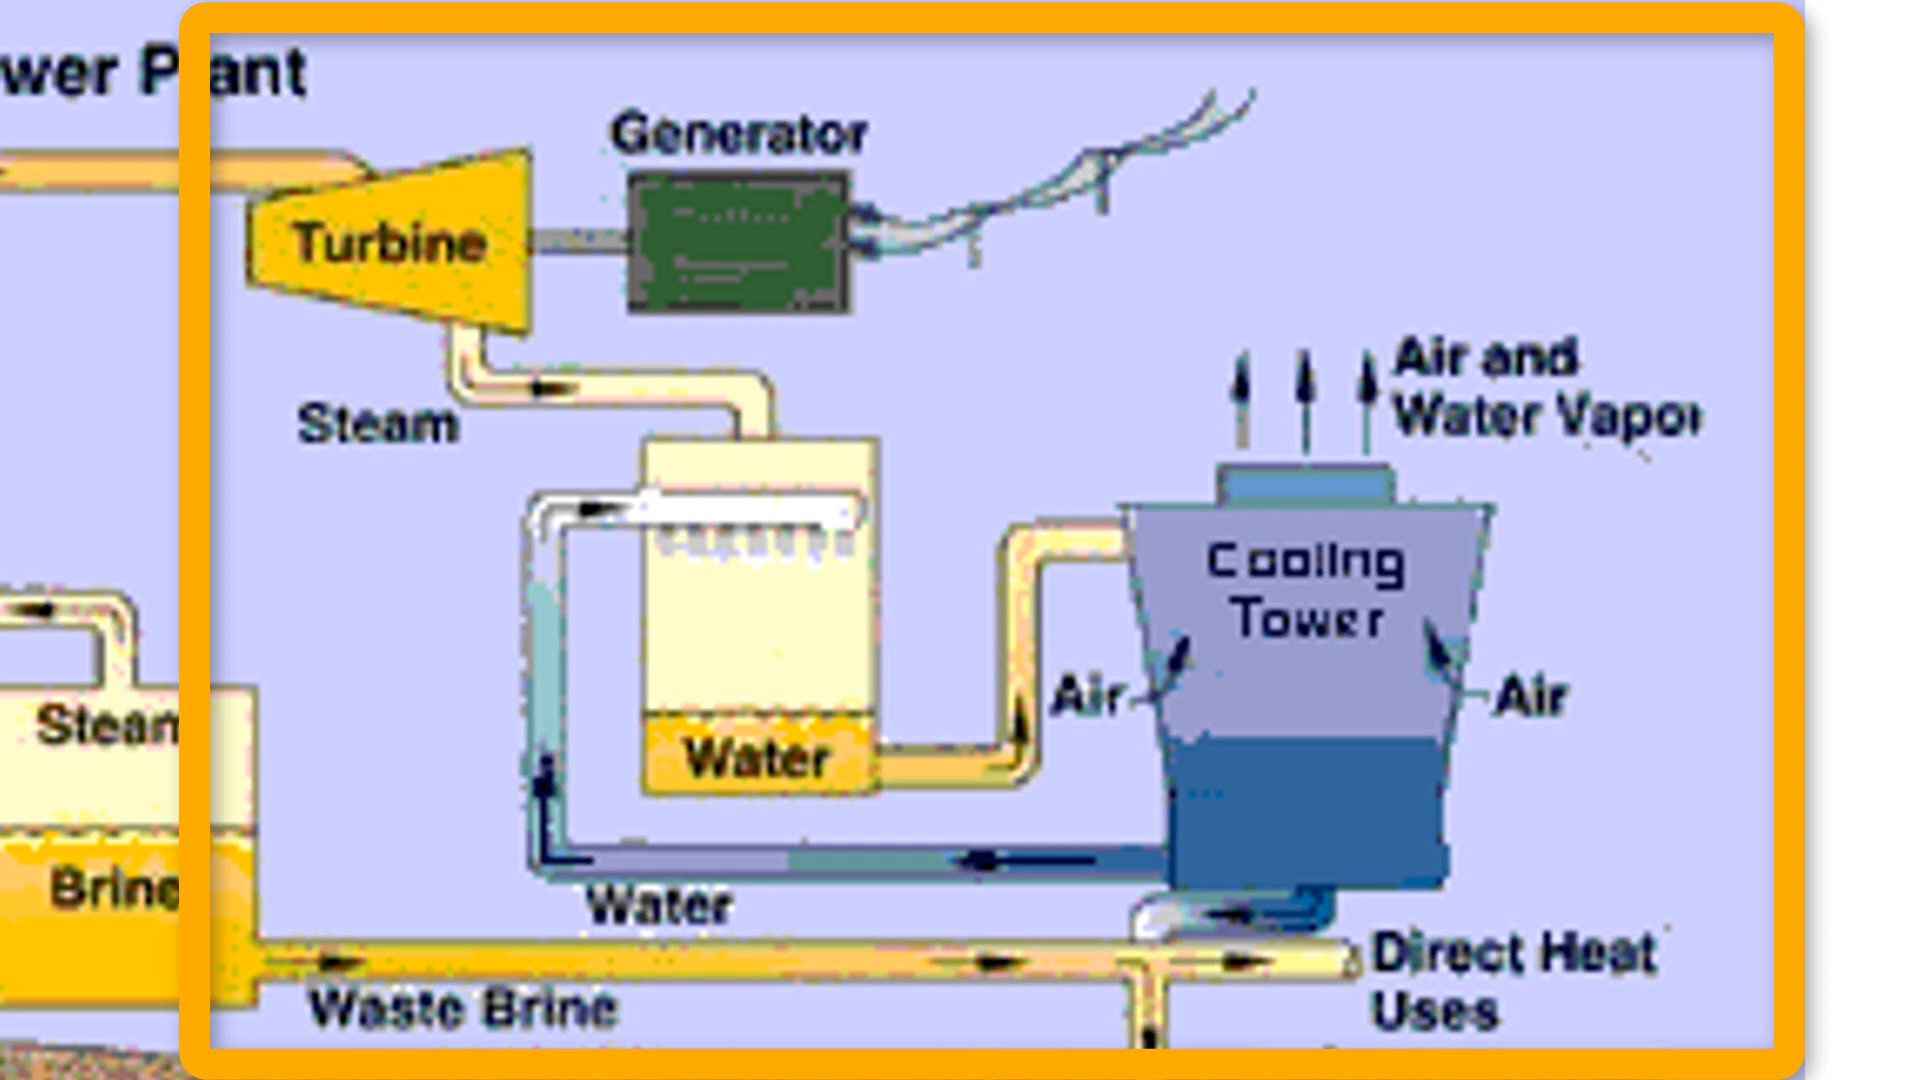 wer Plant
Generator
Turbine
Steam
Air and
Water Vapor
Cooling
Tower
Air
Air
Steam
Water
Brine
Water
Direct Heat
Uses
Waste Brine